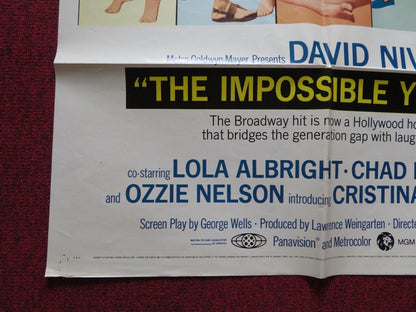 Metro-Goldwyn-Mayer Presents DAVID NIV
"THE IMPOSSIBLE Y
The Broadway hit is now a Hollywood ho
that bridges the generation gap with laugh
co-starring LOLA ALBRIGHT · CHAD
and OZZIE NELSON introducing CRISTINA
Screen Play by George Wells · Produced by Lawrence Weingarten · Directed
Panavision® and Metrocolor MGM